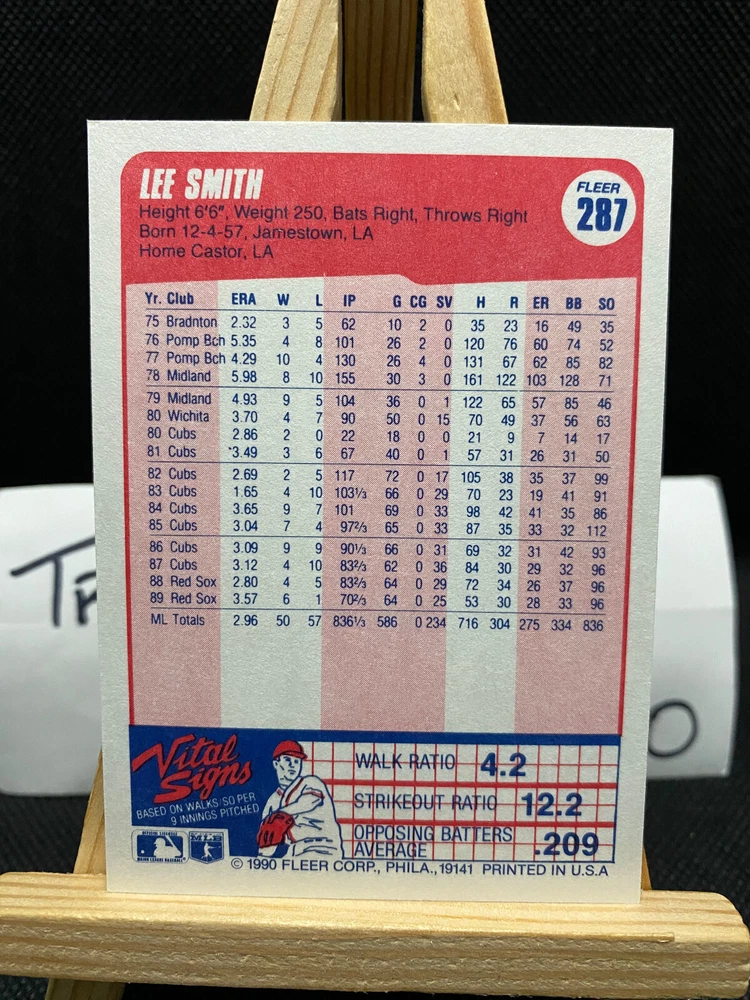 LEE SMITH
FLEER
287
Height 6'6", Weight 250, Bats Right, Throws Right
Born 12-4-57, Jamestown, LA
Home Castor, LA
Yr. Club ERA W L IP G CG SV H R ER BB SO
75 Bradnton 2.32 3 5 62 10 2 0 35 23 16 49 35
76 Pomp Bch 5.35 4 8 101 26 2 0 120 76 60 74 52
77 Pomp Bch 4.29 10 4 130 26 4 0 131 67 62 85 82
78 Midland 5.98 8 10 155 30 3 0 161 122 103 128 71
79 Midland 4.93 9 5 104 36 0 1 122 65 57 85 46
80 Wichita 3.70 4 7 90 50 0 15 70 49 37 56 63
80 Cubs 2.86 2 0 22 18 0 0 21 9 7 14 17
81 Cubs *3.49 3 6 67 40 0 1 57 31 26 31 50
82 Cubs 2.69 2 5 117 72 0 17 105 38 35 37 99
83 Cubs 1.65 4 10 103⅓ 66 0 29 70 23 19 41 91
84 Cubs 3.65 9 7 101 69 0 33 98 42 41 35 86
85 Cubs 3.04 7 4 97⅔ 65 0 33 87 35 33 32 112
86 Cubs 3.09 9 9 90⅓ 66 0 31 69 32 31 42 93
87 Cubs 3.12 4 10 83⅔ 62 0 36 84 30 29 32 96
88 Red Sox 2.80 4 5 83⅔ 64 0 29 72 34 26 37 96
89 Red Sox 3.57 6 1 70⅔ 64 0 25 53 30 28 33 96
ML Totals 2.96 50 57 836⅓ 586 0 234 716 304 275 334 836
Vital Signs
BASED ON WALKS/SO PER
9 INNINGS PITCHED
WALK RATIO 4.2
STRIKEOUT RATIO 12.2
OPPOSING BATTERS
AVERAGE .209
MLB
© 1990 FLEER CORP., PHILA., 19141 PRINTED IN U.S.A